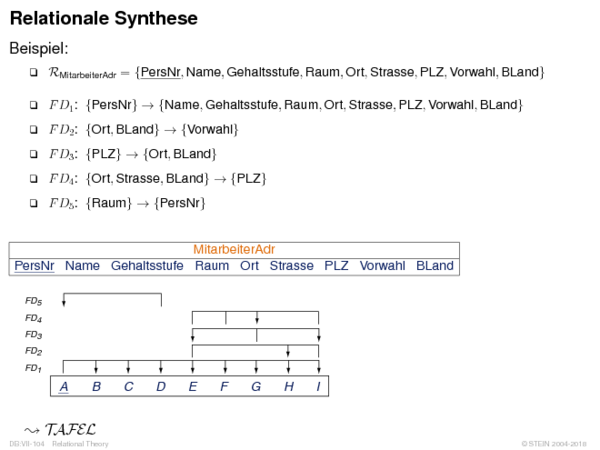 Relationale Synthese
Beispiel:
❑ ℛMitarbeiterAdr = {PersNr, Name, Gehaltsstufe, Raum, Ort, Strasse, PLZ, Vorwahl, BLand}
❑ FD1: {PersNr} → {Name, Gehaltsstufe, Raum, Ort, Strasse, PLZ, Vorwahl, BLand}
❑ FD2: {Ort, BLand} → {Vorwahl}
❑ FD3: {PLZ} → {Ort, BLand}
❑ FD4: {Ort, Strasse, BLand} → {PLZ}
❑ FD5: {Raum} → {PersNr}
MitarbeiterAdr
PersNr Name Gehaltsstufe Raum Ort Strasse PLZ Vorwahl BLand
FD5
FD4
FD3
FD2
FD1
A B C D E F G H I
⤳ TAFEL
DB:VII-104 Relational Theory © STEIN 2004-2018